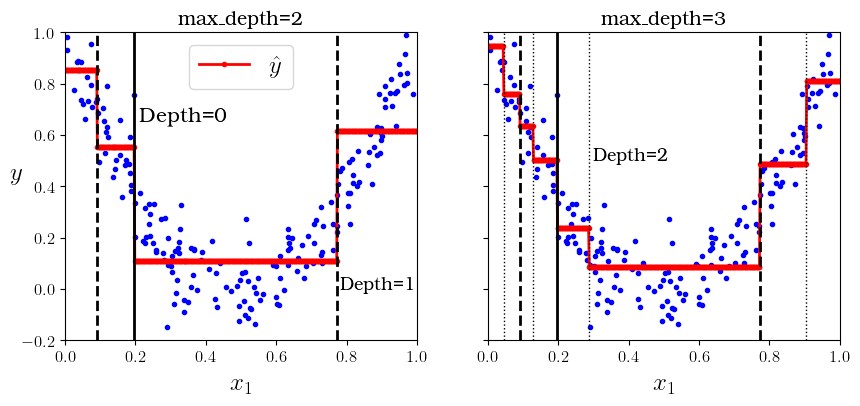 max_depth=2
max_depth=3
1.0
0.8
0.6
0.4
0.2
0.0
−0.2
y
ŷ
Depth=0
Depth=1
Depth=2
0.0 0.2 0.4 0.6 0.8 1.0
0.0 0.2 0.4 0.6 0.8 1.0
x₁
x₁